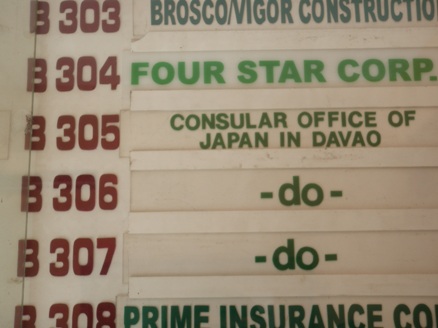 B 303 BROSCO/VIGOR CONSTRUCTIO
B 304 FOUR STAR CORP.
B 305 CONSULAR OFFICE OF
JAPAN IN DAVAO
B 306 -do-
B 307 -do-
B 308 PRIME INSURANCE CO